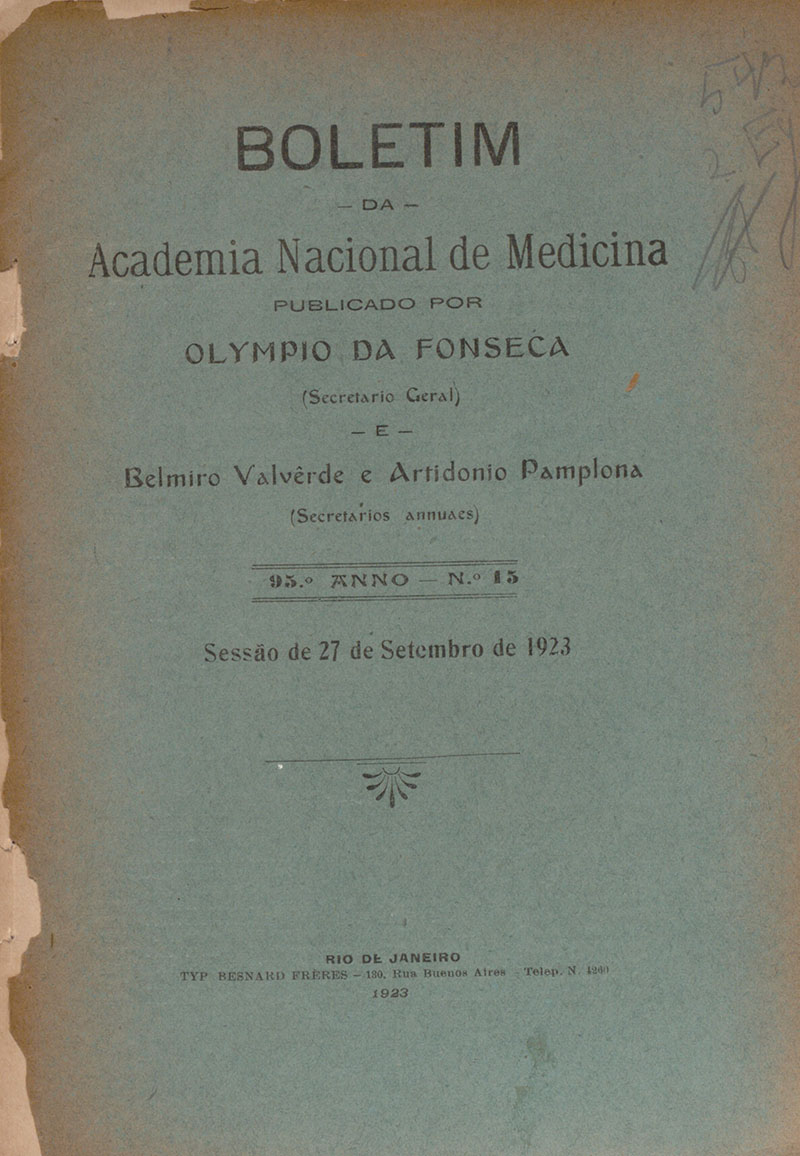 BOLETIM
— DA —
Academia Nacional de Medicina
PUBLICADO POR
OLYMPIO DA FONSECA
(Secretario Geral)
— E —
Belmiro Valvêrde e Artidonio Pamplona
(Secretarios annuaes)
95.º ANNO — N.º 15
Sessão de 27 de Setembro de 1923
RIO DE JANEIRO
TYP BESNARD FRÈRES — 130, Rua Buenos Aires - Telep. N.
1923